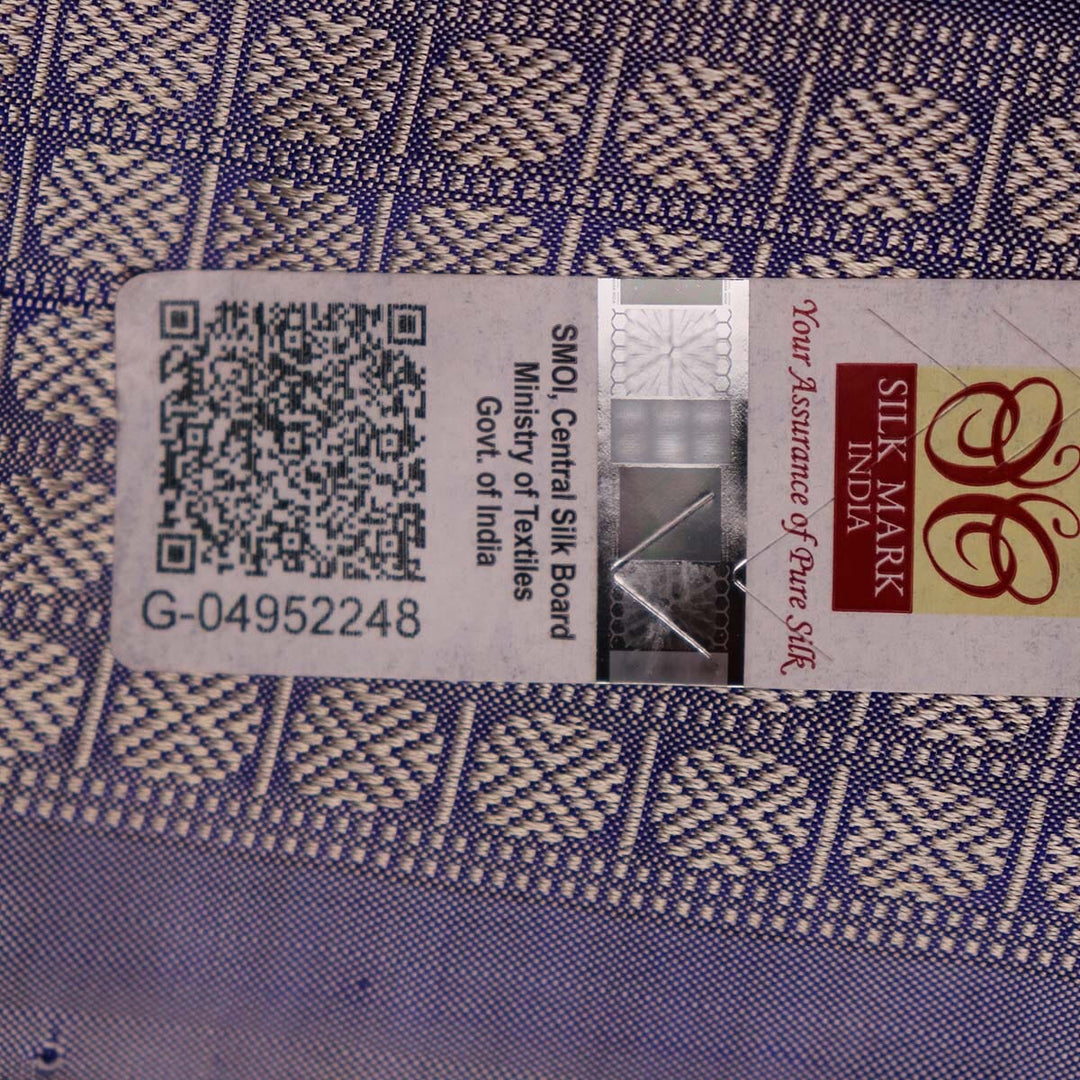 G-04952248
SMOI, Central Silk Board
Ministry of Textiles
Govt. of India
Your Assurance of Pure Silk
SILK MARK
INDIA